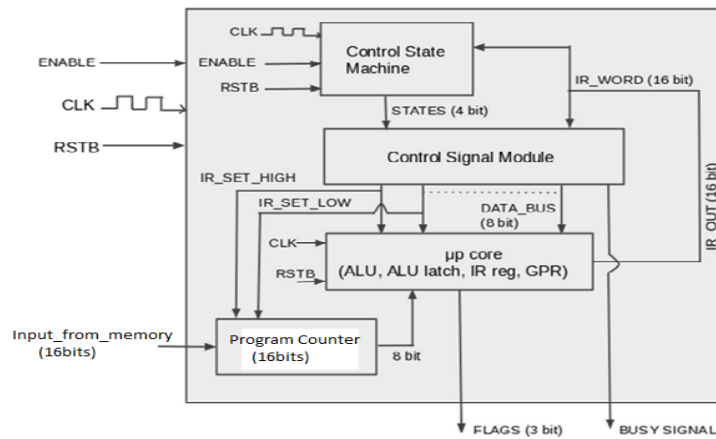 CLK
ENABLE
RSTB
ENABLE
CLK
RSTB
Control State
Machine
IR_WORD (16 bit)
STATES (4 bit)
Control Signal Module
IR_SET_HIGH
IR_SET_LOW
DATA_BUS
(8 bit)
IR_OUT (16 bit)
CLK
RSTB
µp core
(ALU, ALU latch, IR reg, GPR)
Input_from_memory
(16bits)
Program Counter
(16bits)
8 bit
FLAGS (3 bit)
BUSY SIGNAL